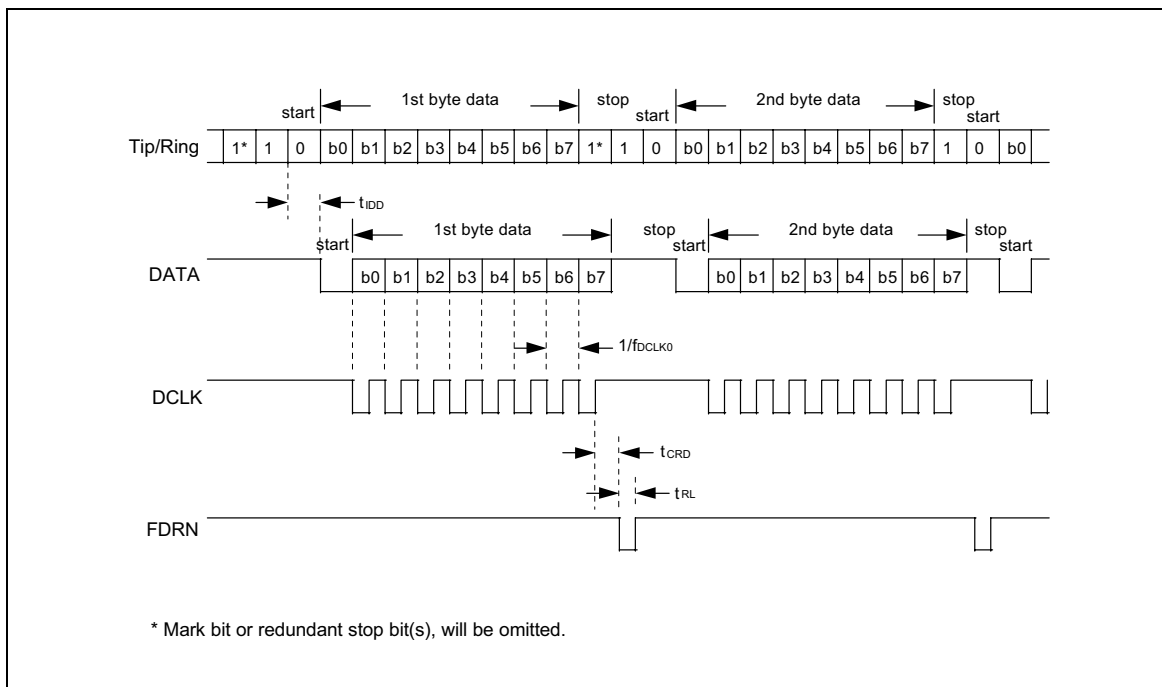 1st byte data stop 2nd byte data stop
start start start
Tip/Ring 1* 1 0 b0 b1 b2 b3 b4 b5 b6 b7 1* 1 0 b0 b1 b2 b3 b4 b5 b6 b7 1 0 b0
tIDD
1st byte data stop 2nd byte data stop
start start start
DATA b0 b1 b2 b3 b4 b5 b6 b7 b0 b1 b2 b3 b4 b5 b6 b7
1/fDCLK0
DCLK
tCRD
tRL
FDRN
* Mark bit or redundant stop bit(s), will be omitted.